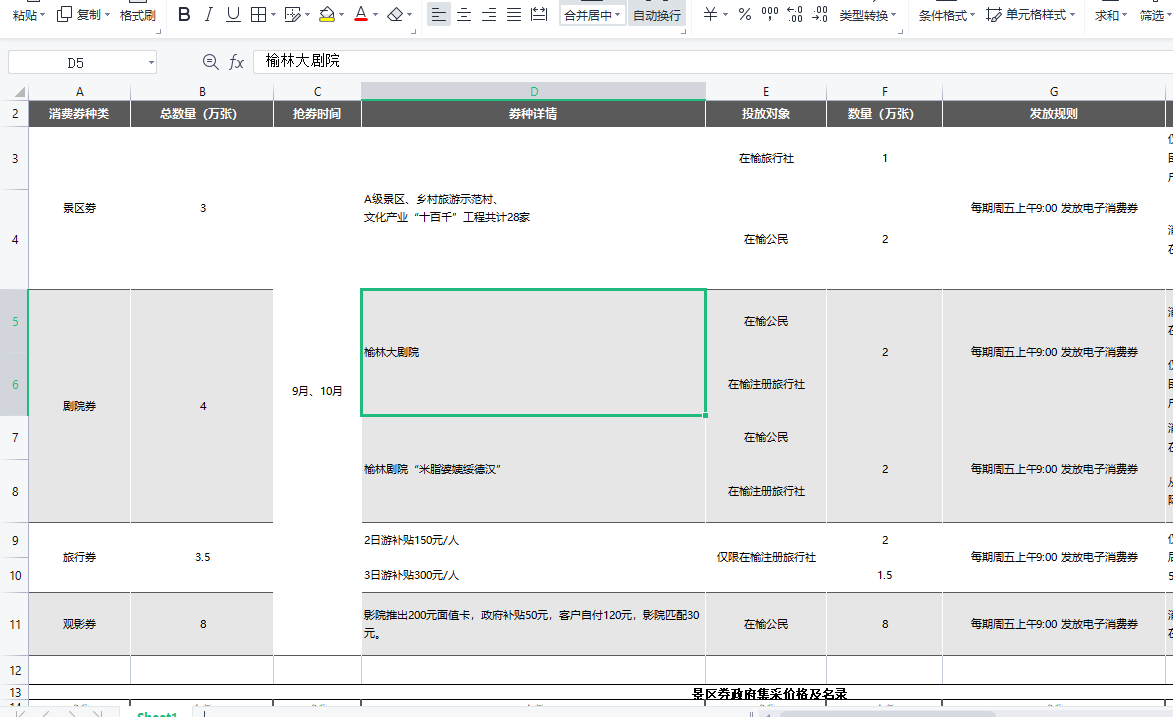 粘贴 复制 格式刷 B I U A 合并居中 自动换行 ￥ % 000 类型转换 条件格式 单元格样式 求和 筛选
D5 fx 榆林大剧院
A B C D E F G
2 消费券种类 总数量（万张） 抢券时间 券种详情 投放对象 数量（万张） 发放规则
3 在榆旅行社 1
A级景区、乡村旅游示范村、
景区券 3 每期周五上午9:00 发放电子消费券
文化产业“十百千”工程共计28家
4 在榆公民 2
5 在榆公民
榆林大剧院 2 每期周五上午9:00 发放电子消费券
6 在榆注册旅行社
9月、10月
剧院券 4
7 在榆公民
榆林剧院“米脂婆姨绥德汉” 2 每期周五上午9:00 发放电子消费券
8 在榆注册旅行社
9 2日游补贴150元/人 2
旅行券 3.5 仅限在榆注册旅行社 每期周五上午9:00 发放电子消费券
10 3日游补贴300元/人 1.5
影院推出200元面值卡，政府补贴50元，客户自付120元，影院匹配30
11 观影券 8 在榆公民 8 每期周五上午9:00 发放电子消费券
元。
12
13 景区券政府集采价格及名录
Sheet1